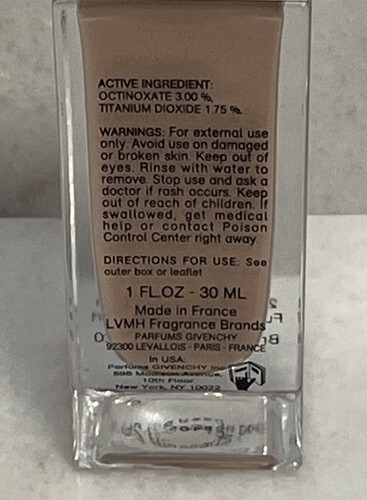 ACTIVE INGREDIENT:
OCTINOXATE 3.00 %,
TITANIUM DIOXIDE 1.75 %.
WARNINGS: For external use
only. Avoid use on damaged
or broken skin. Keep out of
eyes. Rinse with water to
remove. Stop use and ask a
doctor if rash occurs. Keep
out of reach of children. If
swallowed, get medical
help or contact Poison
Control Center right away.
DIRECTIONS FOR USE: See
outer box or leaflet
1 FLOZ - 30 ML
Made in France
LVMH Fragrance Brands
PARFUMS GIVENCHY
92300 LEVALLOIS - PARIS - FRANCE
In USA:
Parfums GIVENCHY Inc
598 Madison Avenue,
10th Floor
New York, NY 10022